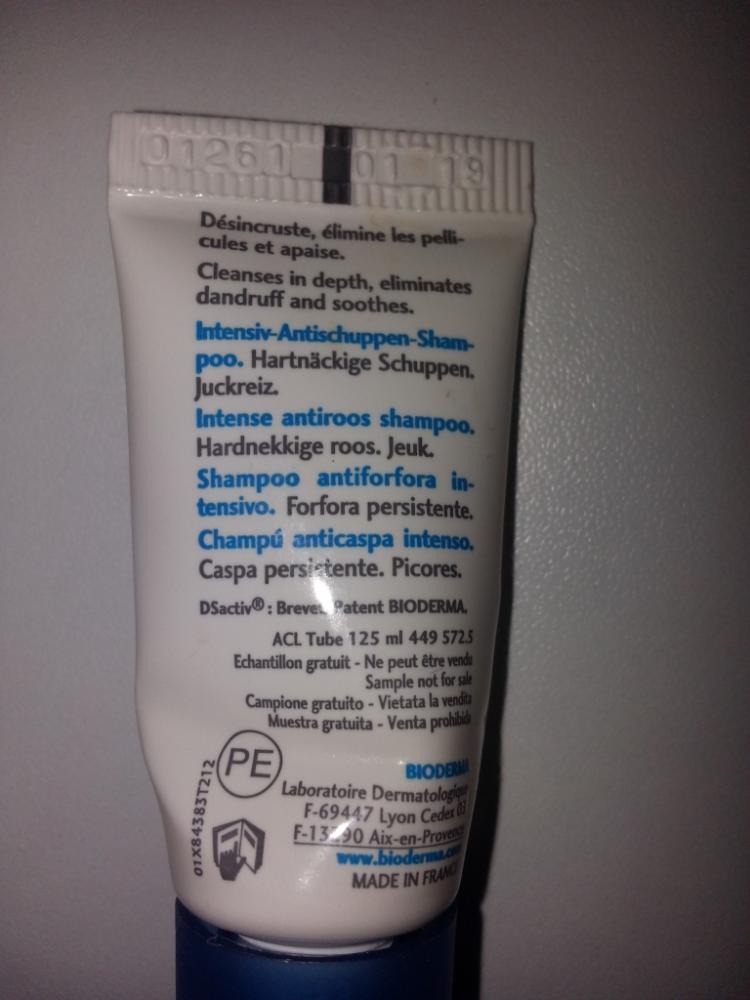 01261 01 19
Désincruste, élimine les pelli-
cules et apaise.
Cleanses in depth, eliminates
dandruff and soothes.
Intensiv-Antischuppen-Sham-
poo. Hartnäckige Schuppen.
Juckreiz.
Intense antiroos shampoo.
Hardnekkige roos. Jeuk.
Shampoo antiforfora in-
tensivo. Forfora persistente.
Champú anticaspa intenso.
Caspa persistente. Picores.
DSactiv® : Brevet Patent BIODERMA.
ACL Tube 125 ml 449 572.5
Echantillon gratuit - Ne peut être vendu
Sample not for sale
Campione gratuito - Vietata la vendita
Muestra gratuita - Venta prohibida
PE
BIODERMA
Laboratoire Dermatologique
F-69447 Lyon Cedex 03
Aix-en-Provence
www.bioderma.com
MADE IN FRANCE
01X84383T212